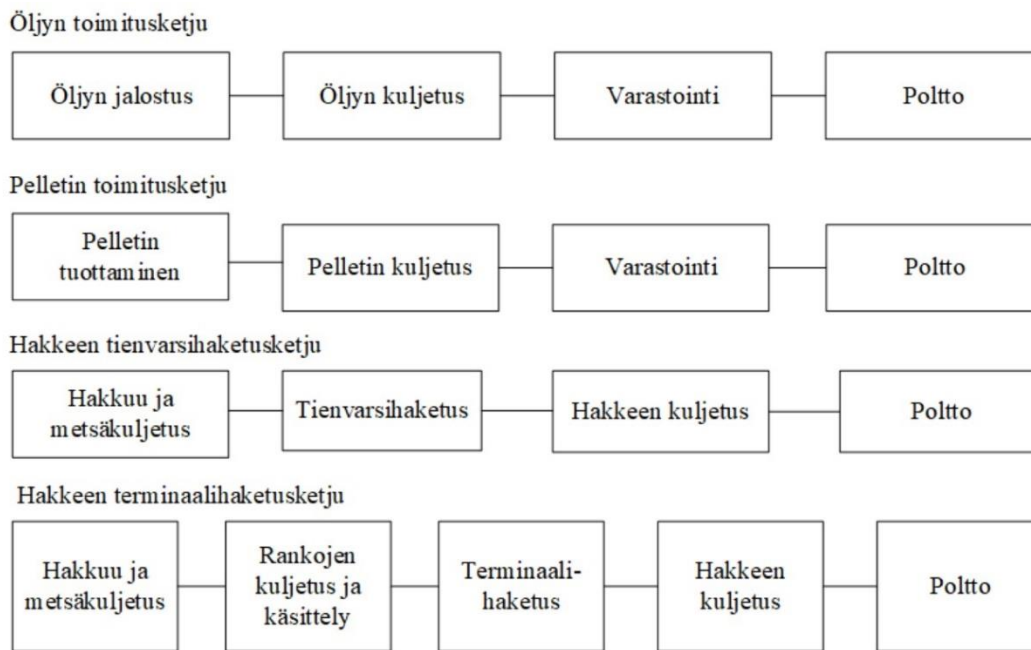 Öljyn toimitusketju
Öljyn jalostus
Öljyn kuljetus
Varastointi
Poltto
Pelletin toimitusketju
Pelletin
tuottaminen
Pelletin kuljetus
Varastointi
Poltto
Hakkeen tienvarsihaketusketju
Hakkuu ja
metsäkuljetus
Tienvarsihaketus
Hakkeen kuljetus
Poltto
Hakkeen terminaalihaketusketju
Hakkuu ja
metsäkuljetus
Rankojen
kuljetus ja
käsittely
Terminaali-
haketus
Hakkeen
kuljetus
Poltto